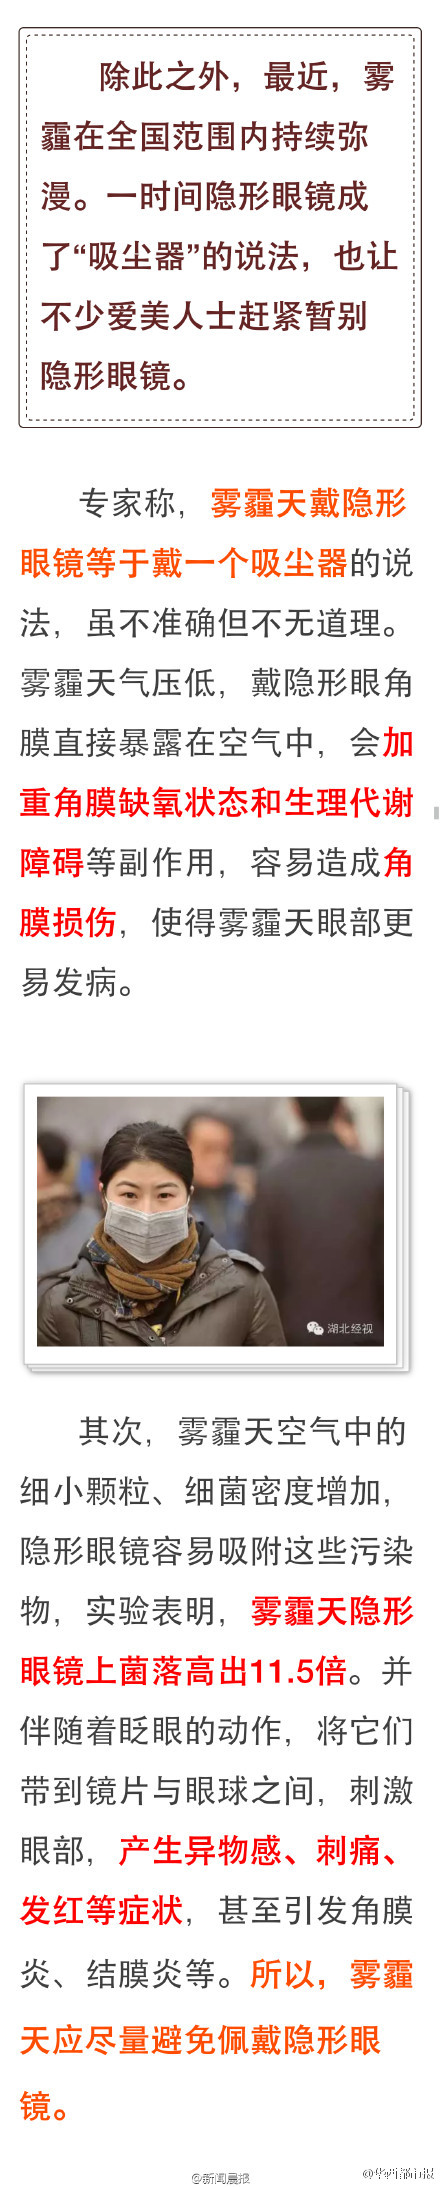 除此之外，最近，雾
霾在全国范围内持续弥
漫。一时间隐形眼镜成
了“吸尘器”的说法，也让
不少爱美人士赶紧暂别
隐形眼镜。
专家称，雾霾天戴隐形
眼镜等于戴一个吸尘器的说
法，虽不准确但不无道理。
雾霾天气压低，戴隐形眼角
膜直接暴露在空气中，会加
重角膜缺氧状态和生理代谢
障碍等副作用，容易造成角
膜损伤，使得雾霾天眼部更
易发病。
湖北经视
其次，雾霾天空气中的
细小颗粒、细菌密度增加，
隐形眼镜容易吸附这些污染
物，实验表明，雾霾天隐形
眼镜上菌落高出11.5倍。并
伴随着眨眼的动作，将它们
带到镜片与眼球之间，刺激
眼部，产生异物感、刺痛、
发红等症状，甚至引发角膜
炎、结膜炎等。所以，雾霾
天应尽量避免佩戴隐形眼
镜。
@新闻晨报
@华西都市报